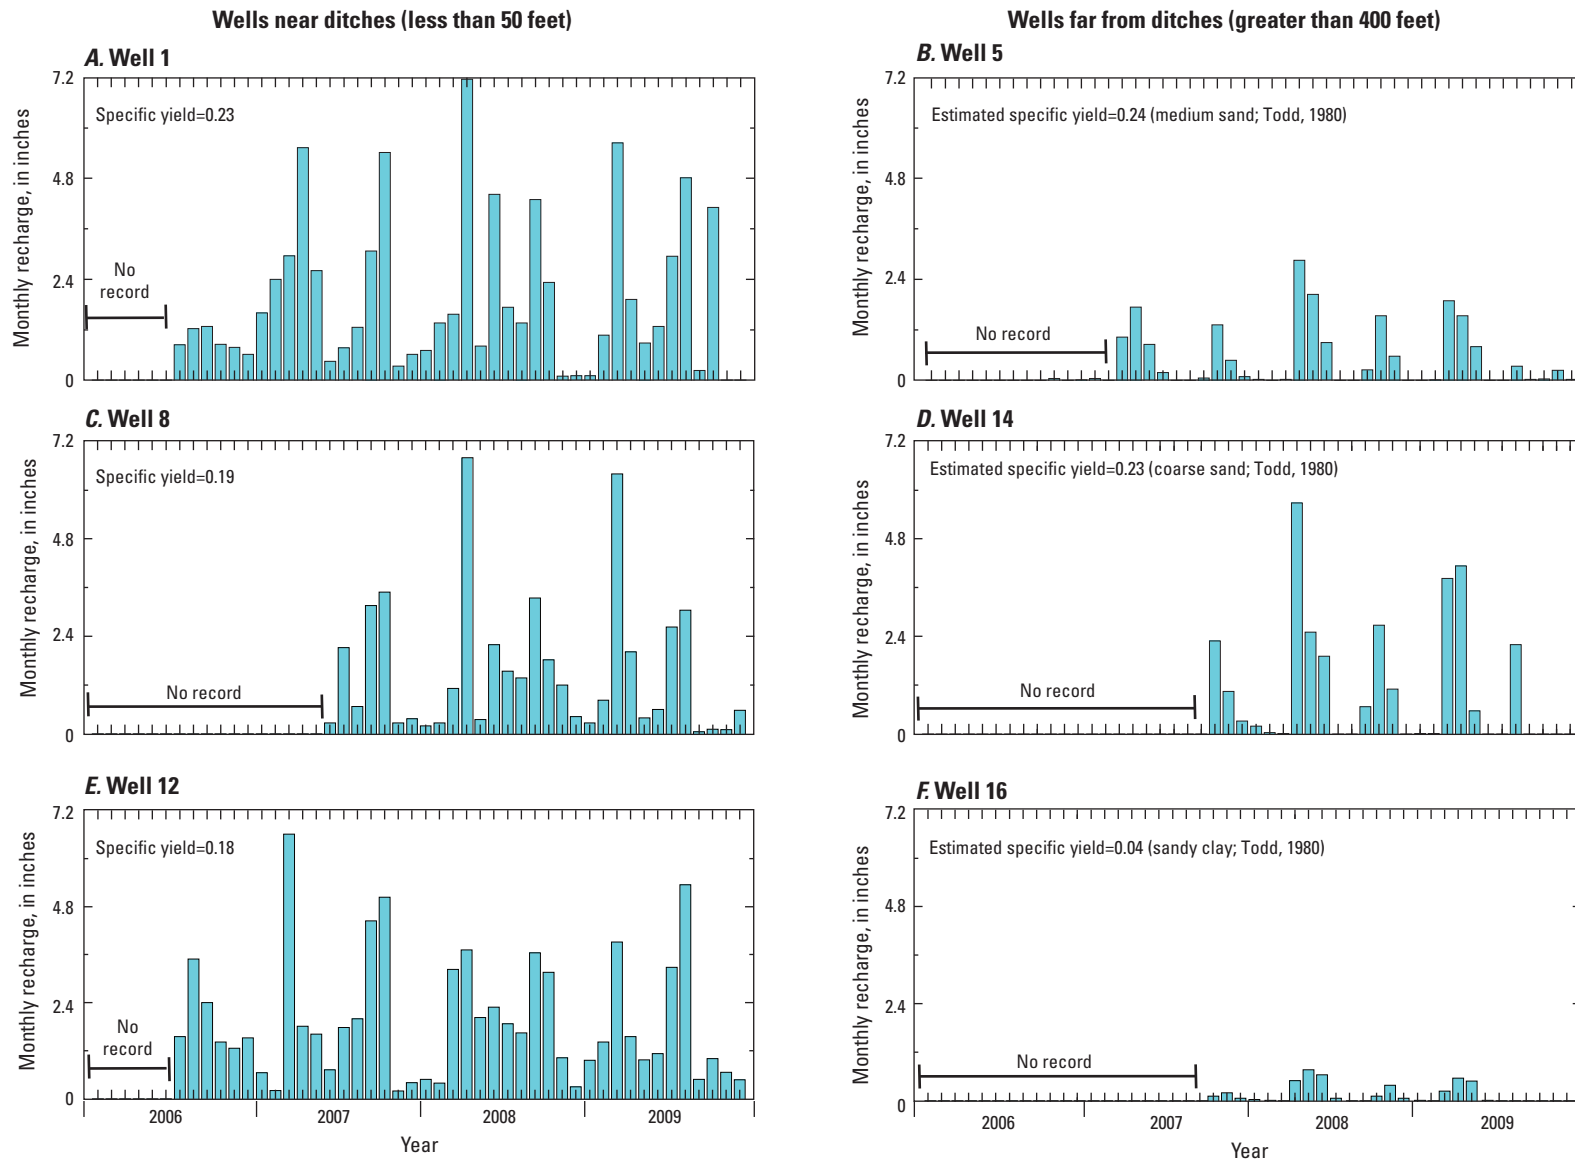 Wells near ditches (less than 50 feet)
Wells far from ditches (greater than 400 feet)
A. Well 1
Monthly recharge, in inches
7.2
4.8
2.4
0
Specific yield=0.23
No
record
B. Well 5
Monthly recharge, in inches
7.2
4.8
2.4
0
Estimated specific yield=0.24 (medium sand; Todd, 1980)
No record
C. Well 8
Monthly recharge, in inches
7.2
4.8
2.4
0
Specific yield=0.19
No record
D. Well 14
Monthly recharge, in inches
7.2
4.8
2.4
0
Estimated specific yield=0.23 (coarse sand; Todd, 1980)
No record
E. Well 12
Monthly recharge, in inches
7.2
4.8
2.4
0
Specific yield=0.18
No
record
2006
2007
2008
2009
Year
F. Well 16
Monthly recharge, in inches
7.2
4.8
2.4
0
Estimated specific yield=0.04 (sandy clay; Todd, 1980)
No record
2006
2007
2008
2009
Year